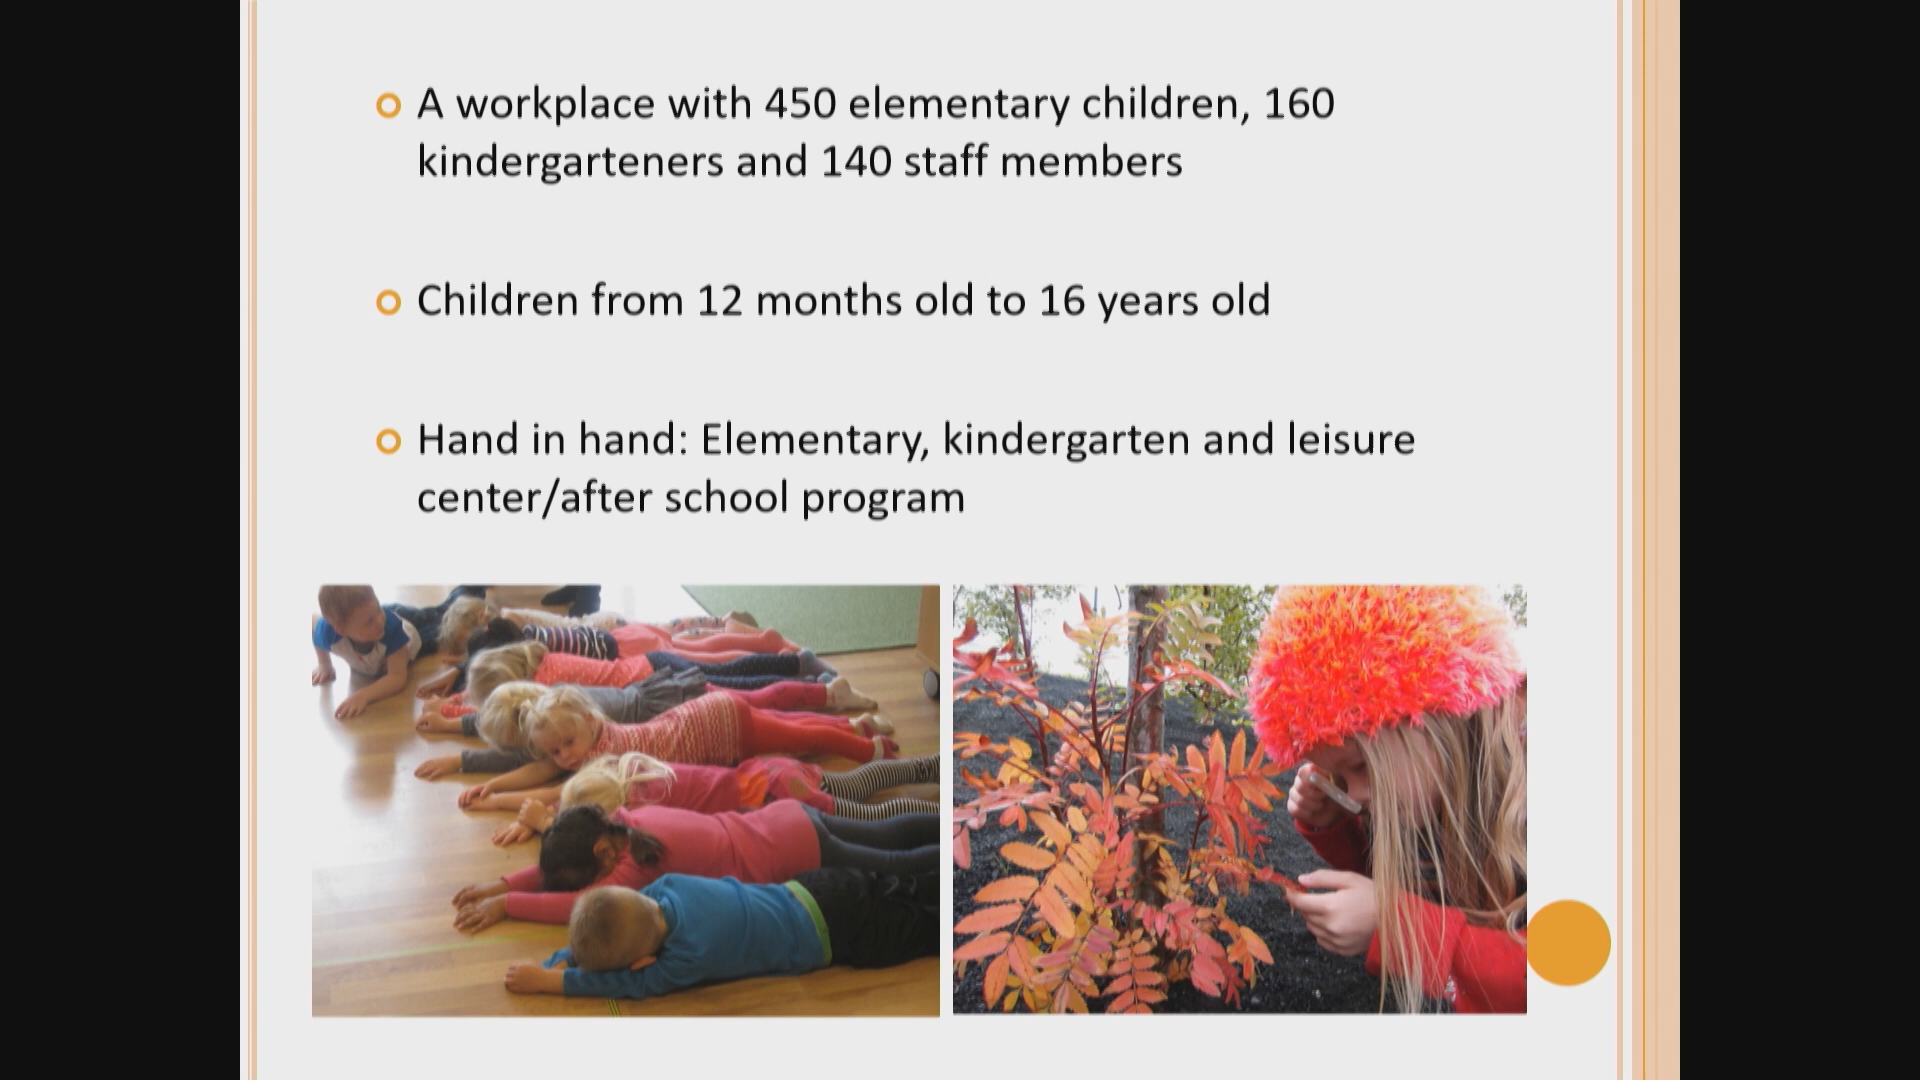 A workplace with 450 elementary children, 160
kindergarteners and 140 staff members
Children from 12 months old to 16 years old
Hand in hand: Elementary, kindergarten and leisure
center/after school program